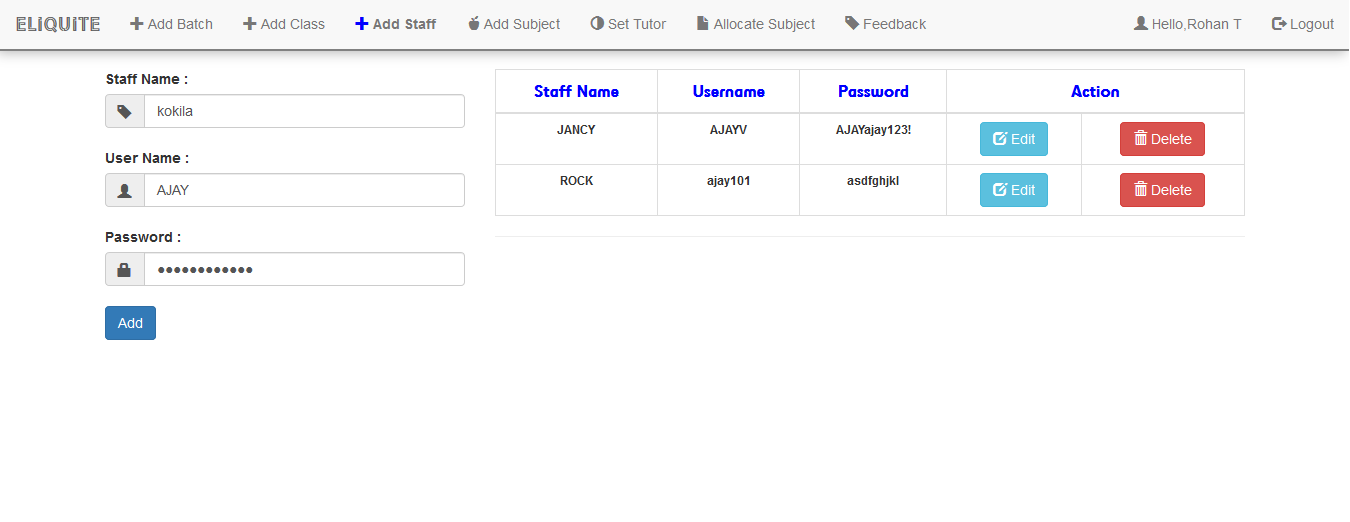 ELiQUiTE Add Batch Add Class Add Staff Add Subject Set Tutor Allocate Subject Feedback Hello,Rohan T Logout
Staff Name :
kokila
User Name :
AJAY
Password :
••••••••••••
Add
Staff Name Username Password Action
JANCY AJAYV AJAYajay123! Edit Delete
ROCK ajay101 asdfghjkl Edit Delete